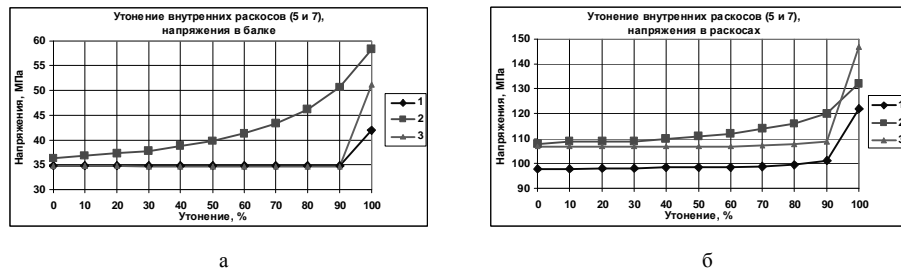 Утонение внутренних раскосов (5 и 7),
напряжения в балке
Напряжения, МПа
60
55
50
45
40
35
30
0 10 20 30 40 50 60 70 80 90 100
Утонение, %
1
2
3
а
Утонение внутренних раскосов (5 и 7),
напряжения в раскосах
Напряжения, МПа
150
140
130
120
110
100
90
0 10 20 30 40 50 60 70 80 90 100
Утонение, %
1
2
3
б